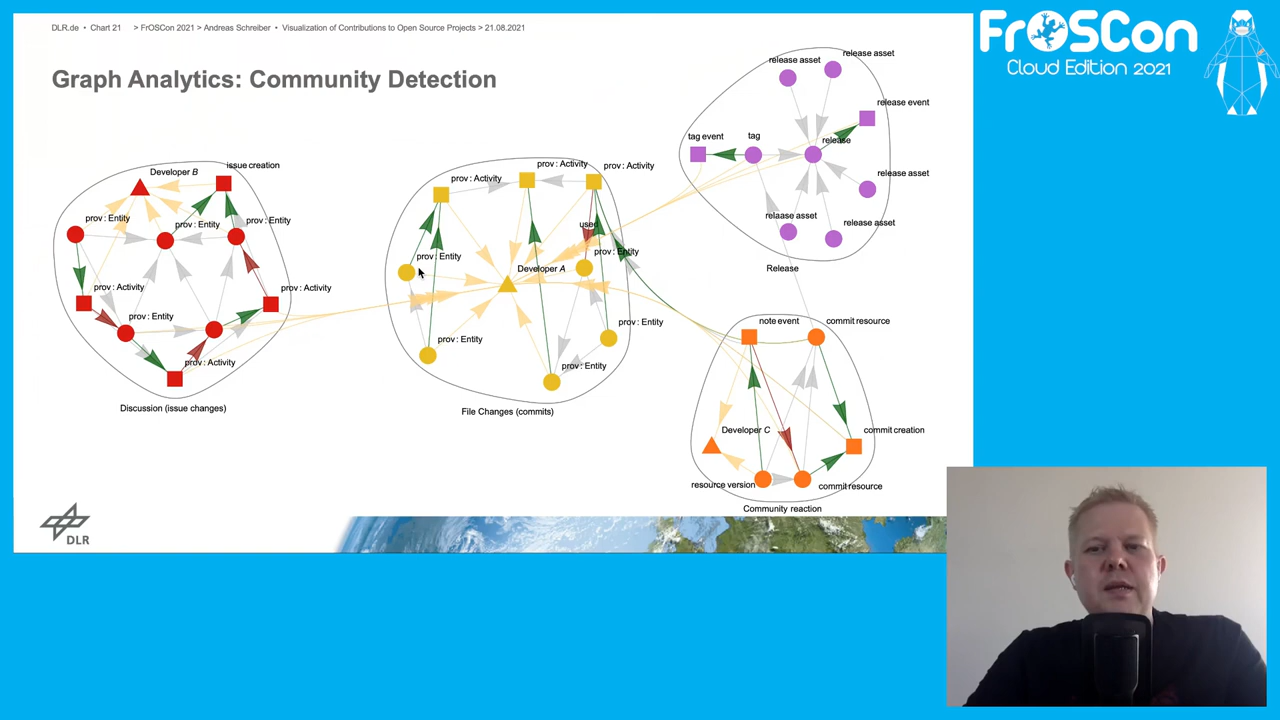 DLR.de • Chart 21 > FrOSCon 2021 > Andreas Schreiber • Visualization of Contributions to Open Source Projects > 21.08.2021
Graph Analytics: Community Detection
FrOSCon
Cloud Edition 2021
release asset
release asset
release event
tag event
tag
release
release asset
relaase asset
release asset
Release
Developer B
issue creation
prov : Entity
prov : Entity
prov : Entity
prov : Activity
prov : Activity
prov : Entity
prov : Activity
Discussion (issue changes)
prov : Activity
prov : Activity
prov : Activity
used
prov : Entity
prov : Entity
Developer A
prov : Entity
prov : Entity
prov : Entity
File Changes (commits)
note event
commit resource
Developer C
commit creation
resource version
commit resource
Community reaction
DLR